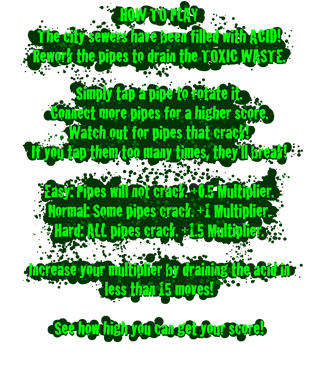 HOW TO PLAY
The city sewers have been filled with ACID!
Rework the pipes to drain the TOXIC WASTE.
Simply tap a pipe to rotate it.
Connect more pipes for a higher score.
Watch out for pipes that crack!
If you tap them too many times, they'll break!
Easy: Pipes will not crack. +0.5 Multiplier.
Normal: Some pipes crack. +1 Multiplier.
Hard: ALL pipes crack. +1.5 Multiplier.
Increase your multiplier by draining the acid in
less than 15 moves!
See how high you can get your score!